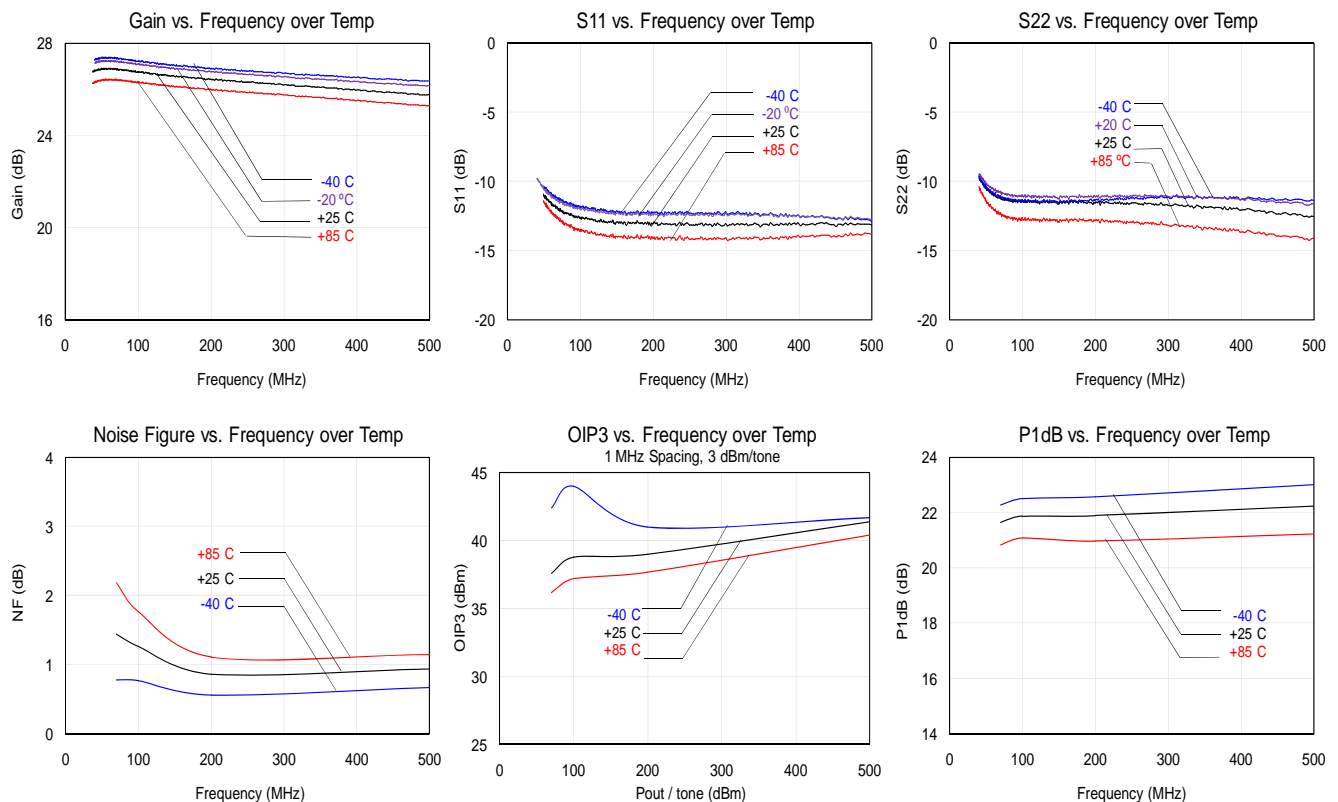 Gain vs. Frequency over Temp
28
24
20
16
Gain (dB)
-40 C
-20 ºC
+25 C
+85 C
0 100 200 300 400 500
Frequency (MHz)
S11 vs. Frequency over Temp
0
-5
-10
-15
-20
S11 (dB)
-40 C
-20 ºC
+25 C
+85 C
0 100 200 300 400 500
Frequency (MHz)
S22 vs. Frequency over Temp
0
-5
-10
-15
-20
S22 (dB)
-40 C
+20 C
+25 C
+85 ºC
0 100 200 300 400 500
Frequency (MHz)
Noise Figure vs. Frequency over Temp
4
3
2
1
0
NF (dB)
+85 C
+25 C
-40 C
0 100 200 300 400 500
Frequency (MHz)
OIP3 vs. Frequency over Temp
1 MHz Spacing, 3 dBm/tone
45
40
35
30
25
OIP3 (dBm)
-40 C
+25 C
+85 C
0 100 200 300 400 500
Pout / tone (dBm)
P1dB vs. Frequency over Temp
24
22
20
18
16
14
P1dB (dB)
-40 C
+25 C
+85 C
0 100 200 300 400 500
Frequency (MHz)